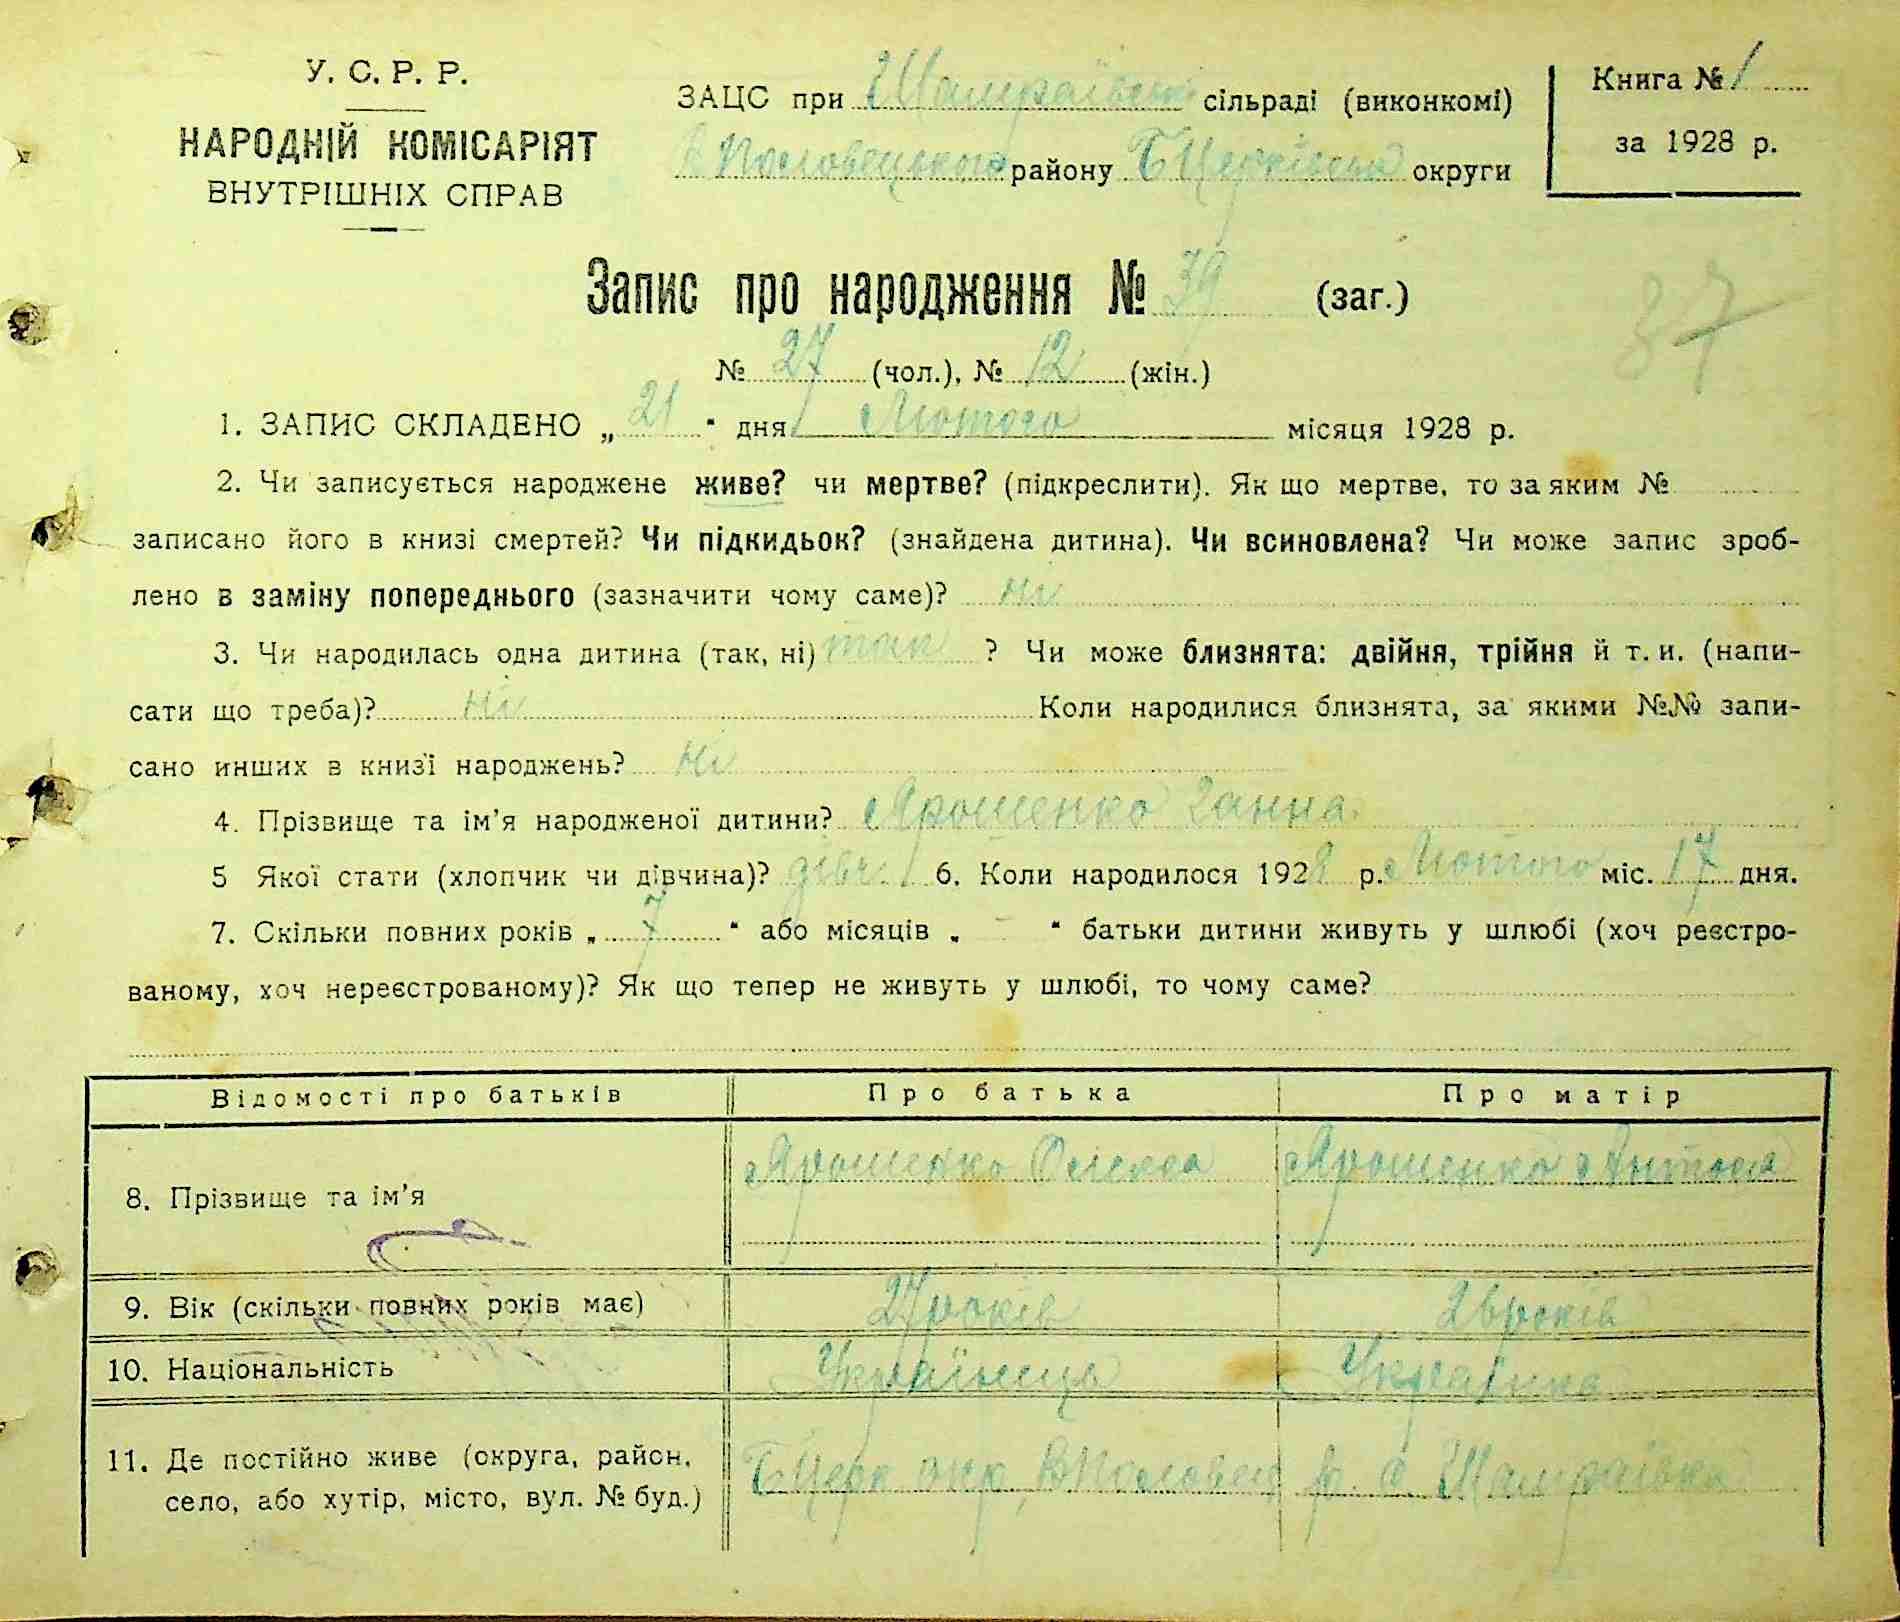 У. С. Р. Р.
НАРОДНІЙ КОМІСАРІЯТ
ВНУТРІШНІХ СПРАВ
ЗАЦС при Шамраївськ сільраді (виконкомі)
В Половецького району Б Церківська округи
Книга № 1
за 1928 р.
Запис про народження № 39 (заг.)
37
№ 27 (чол.), № 12 (жін.)
1. ЗАПИС СКЛАДЕНО „ 21 “ дня Лютого місяця 1928 р.
2. Чи записується народжене живе? чи мертве? (підкреслити). Як що мертве, то за яким №
записано його в книзі смертей? Чи підкидьок? (знайдена дитина). Чи всиновлена? Чи може запис зроб-
лено в заміну попереднього (зазначити чому саме)? Ні
3. Чи народилась одна дитина (так, ні) так ? Чи може близнята: двійня, трійня й т. и. (напи-
сати що треба)? Ні Коли народилися близнята, за якими №№ запи-
сано инших в книзі народжень? Ні
4. Прізвище та ім’я народженої дитини? Ярошенко Ганна
5 Якої стати (хлопчик чи дівчина)? дівч. 6. Коли народилося 1928 р. Лютого міс. 17 дня.
7. Скільки повних років „ 7 “ або місяців „ - “ батьки дитини живуть у шлюбі (хоч реєстро-
ваному, хоч нереєстрованому)? Як що тепер не живуть у шлюбі, то чому саме?
Відомості про батьків Про батька Про матір
8. Прізвище та ім’я Ярошенко Олекса Ярошенко Антося
9. Вік (скільки повних років має) 27 років 26 років
10. Національність Українець Українка
11. Де постійно живе (округа, район,
село, або хутір, місто, вул. № буд.) Б Церк окр, В Половец р. с. Шамраївка